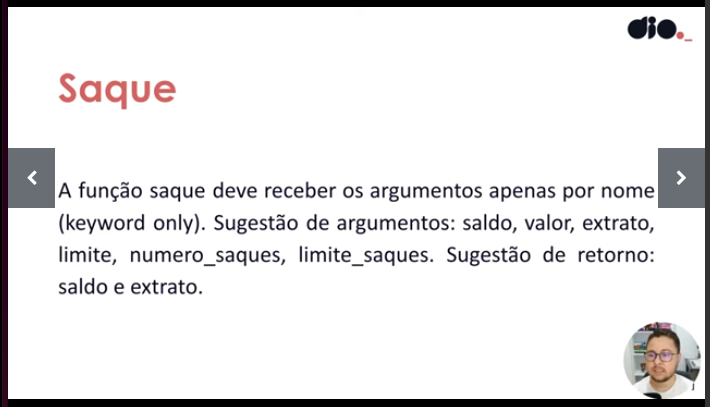 dio._
Saque
A função saque deve receber os argumentos apenas por nome
(keyword only). Sugestão de argumentos: saldo, valor, extrato,
limite, numero_saques, limite_saques. Sugestão de retorno:
saldo e extrato.